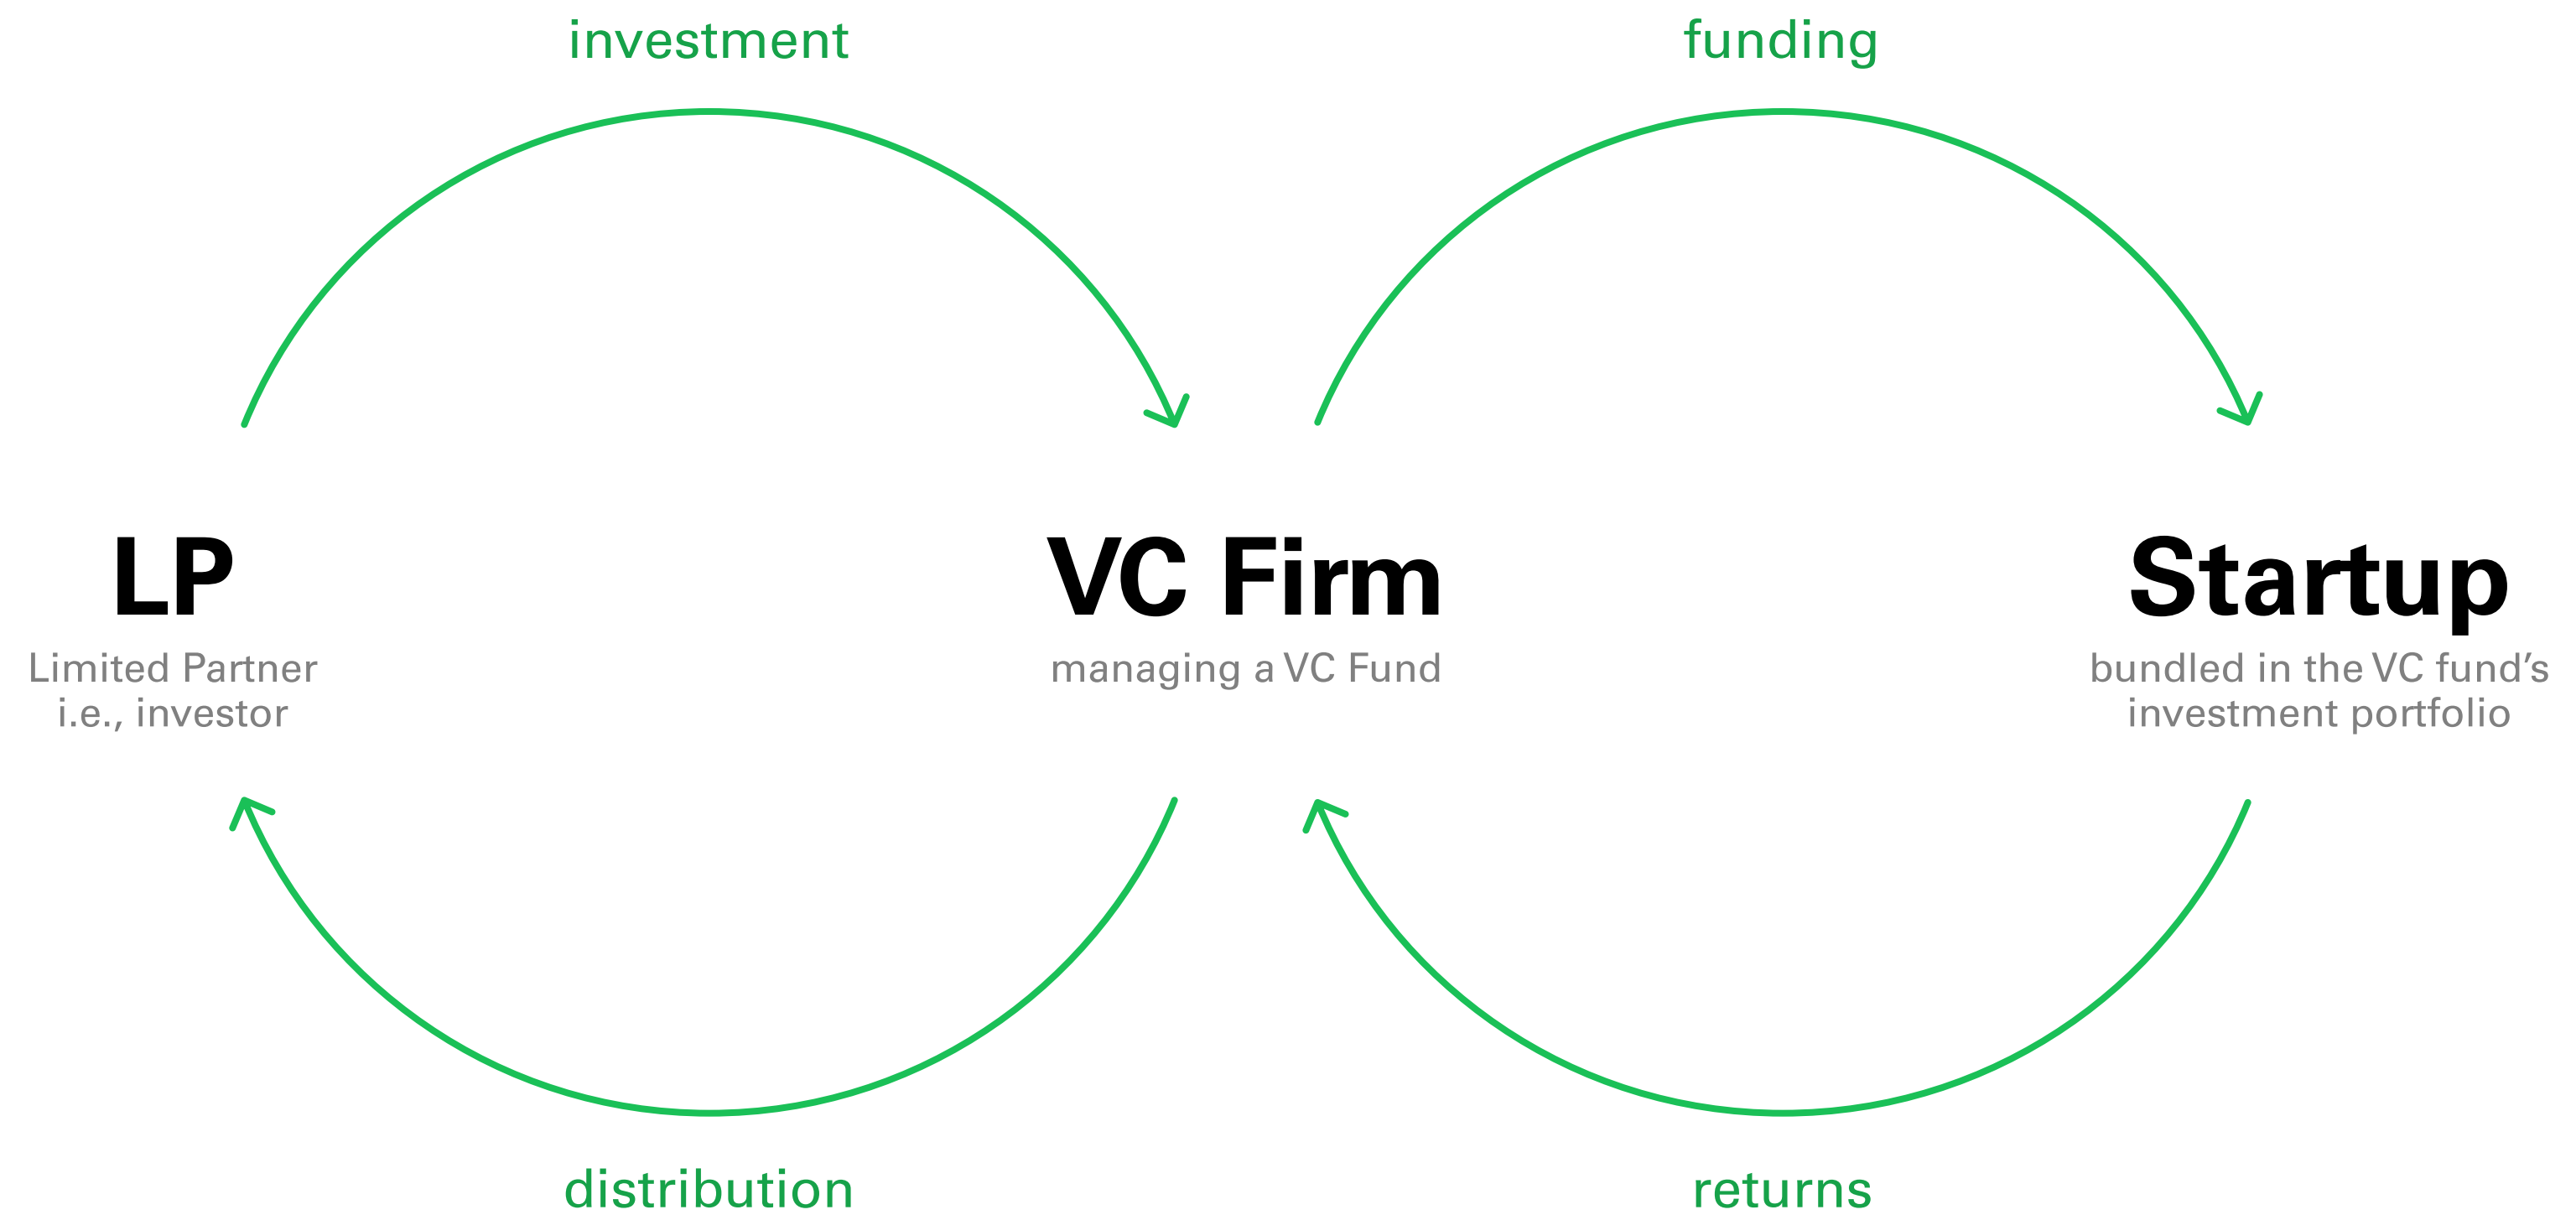 investment
funding
LP
Limited Partner
i.e., investor
VC Firm
managing a VC Fund
Startup
bundled in the VC fund’s
investment portfolio
distribution
returns